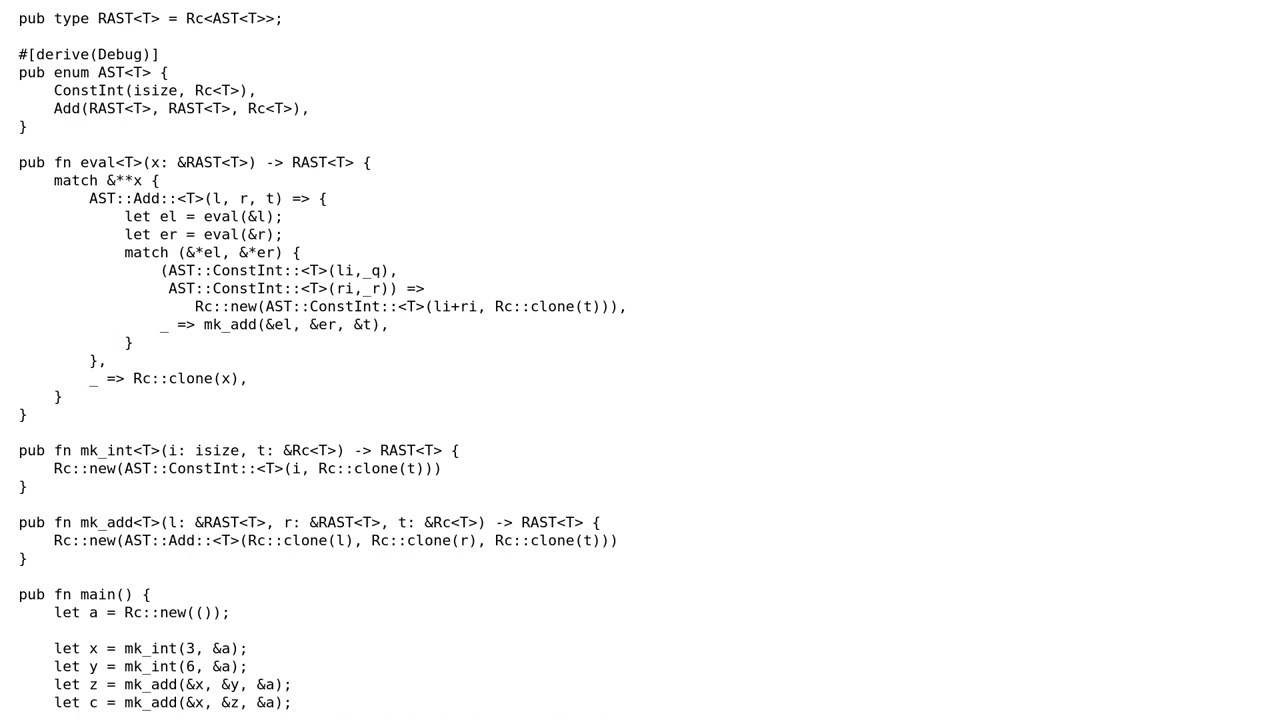 pub type RAST<T> = Rc<AST<T>>;

#[derive(Debug)]
pub enum AST<T> {
    ConstInt(isize, Rc<T>),
    Add(RAST<T>, RAST<T>, Rc<T>),
}

pub fn eval<T>(x: &RAST<T>) -> RAST<T> {
    match &**x {
        AST::Add::<T>(l, r, t) => {
            let el = eval(&l);
            let er = eval(&r);
            match (&*el, &*er) {
                (AST::ConstInt::<T>(li,_q),
                 AST::ConstInt::<T>(ri,_r)) =>
                    Rc::new(AST::ConstInt::<T>(li+ri, Rc::clone(t))),
                _ => mk_add(&el, &er, &t),
            }
        },
        _ => Rc::clone(x),
    }
}

pub fn mk_int<T>(i: isize, t: &Rc<T>) -> RAST<T> {
    Rc::new(AST::ConstInt::<T>(i, Rc::clone(t)))
}

pub fn mk_add<T>(l: &RAST<T>, r: &RAST<T>, t: &Rc<T>) -> RAST<T> {
    Rc::new(AST::Add::<T>(Rc::clone(l), Rc::clone(r), Rc::clone(t)))
}

pub fn main() {
    let a = Rc::new(());

    let x = mk_int(3, &a);
    let y = mk_int(6, &a);
    let z = mk_add(&x, &y, &a);
    let c = mk_add(&x, &z, &a);